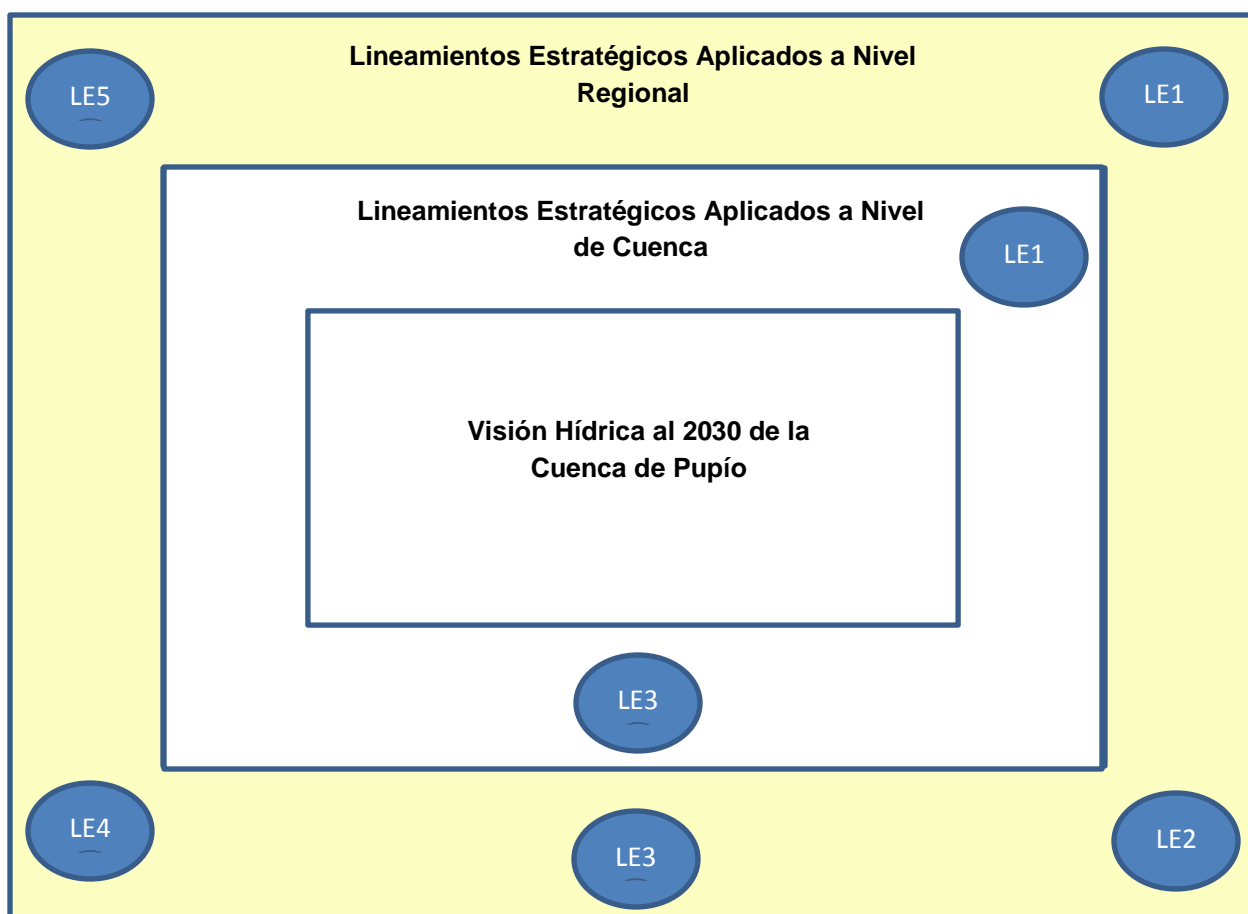 Lineamientos Estratégicos Aplicados a Nivel
Regional
LE5
LE1
Lineamientos Estratégicos Aplicados a Nivel
de Cuenca
LE1
Visión Hídrica al 2030 de la
Cuenca de Pupío
LE3
LE4
LE3
LE2